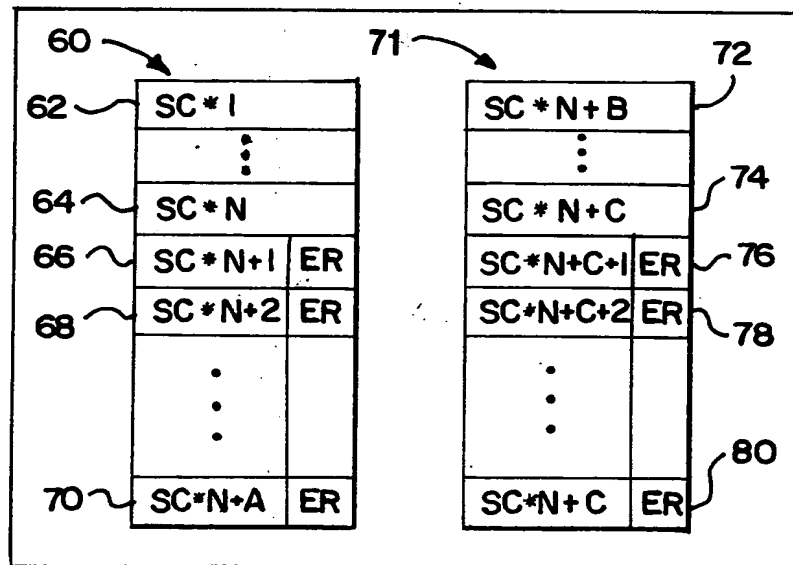 60 71
62 SC*1 SC*N+B 72
64 SC*N SC*N+C 74
66 SC*N+1 ER SC*N+C+1 ER 76
68 SC*N+2 ER SC*N+C+2 ER 78
70 SC*N+A ER SC*N+C ER 80